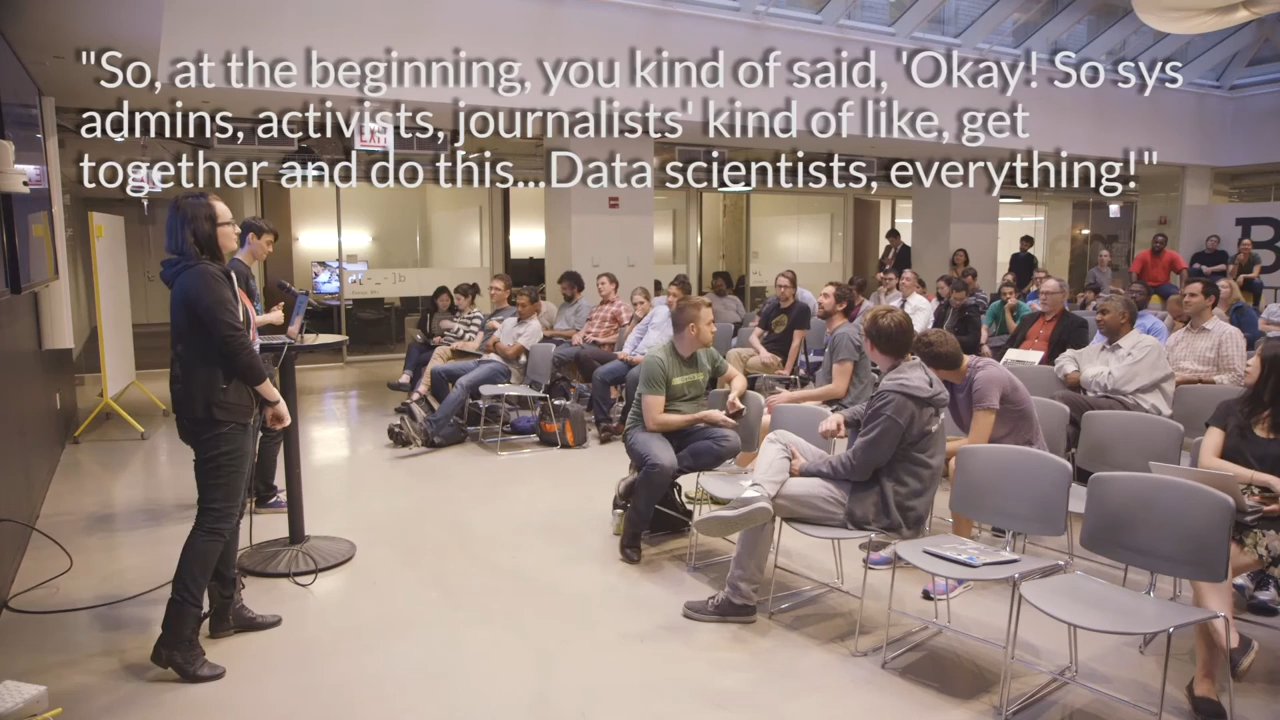 "So, at the beginning, you kind of said, 'Okay! So sys
admins, activists, journalists' kind of like, get
together and do this...Data scientists, everything!"
EXIT
B